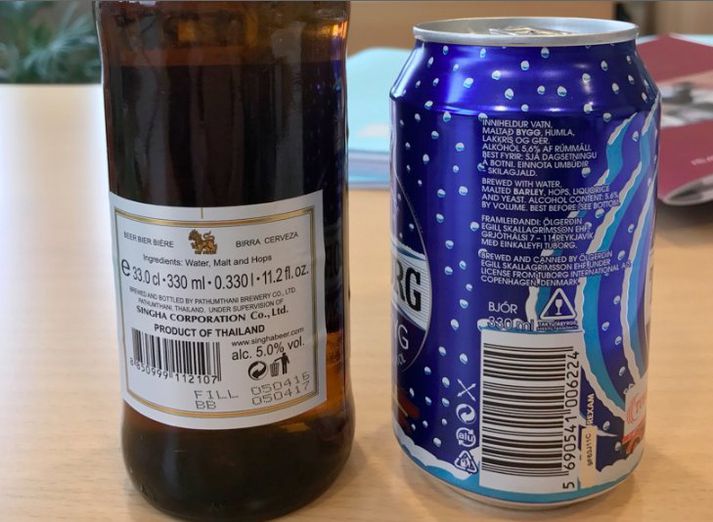 BEER BIER BIÈRE BIRRA CERVEZA
Ingredients: Water, Malt and Hops
e 33.0 cl · 330 ml · 0.330 l · 11.2 fl. oz.
BREWED AND BOTTLED BY PATHUMTHANI BREWERY CO., LTD.
PATHUMTHANI, THAILAND, UNDER SUPERVISION OF
SINGHA CORPORATION Co., Ltd.
PRODUCT OF THAILAND
www.singhabeer.com
alc. 5.0% vol.
8 850999 112107
FILL 050416
BB 050417
INNIHELDUR VATN,
MALTAÐ BYGG, HUMLA,
LAKKRÍS OG GER.
ALKÓHÓL 5,6% AF RÚMMÁLI.
BEST FYRIR: SJÁ DAGSETNINGU
Á BOTNI. EINNOTA UMBÚÐIR
SKILAGJALD.
BREWED WITH WATER,
MALTED BARLEY, HOPS, LIQUORICE
AND YEAST. ALCOHOL CONTENT: 5.6%
BY VOLUME. BEST BEFORE: SEE BOTTOM.
FRAMLEIÐANDI: ÖLGERÐIN
EGILL SKALLAGRÍMSSON EHF
GRJÓTHÁLSI 7 - 11 REYKJAVÍK
MEÐ EINKALEYFI TUBORG.
BREWED AND CANNED BY ÖLGERÐIN
EGILL SKALLAGRIMSSON EHF UNDER
LICENSE FROM TUBORG INTERNATIONAL A/S
COPENHAGEN, DENMARK
RG
RG
BJÓR
330 ml
alu
5 690541 006224
REXAM